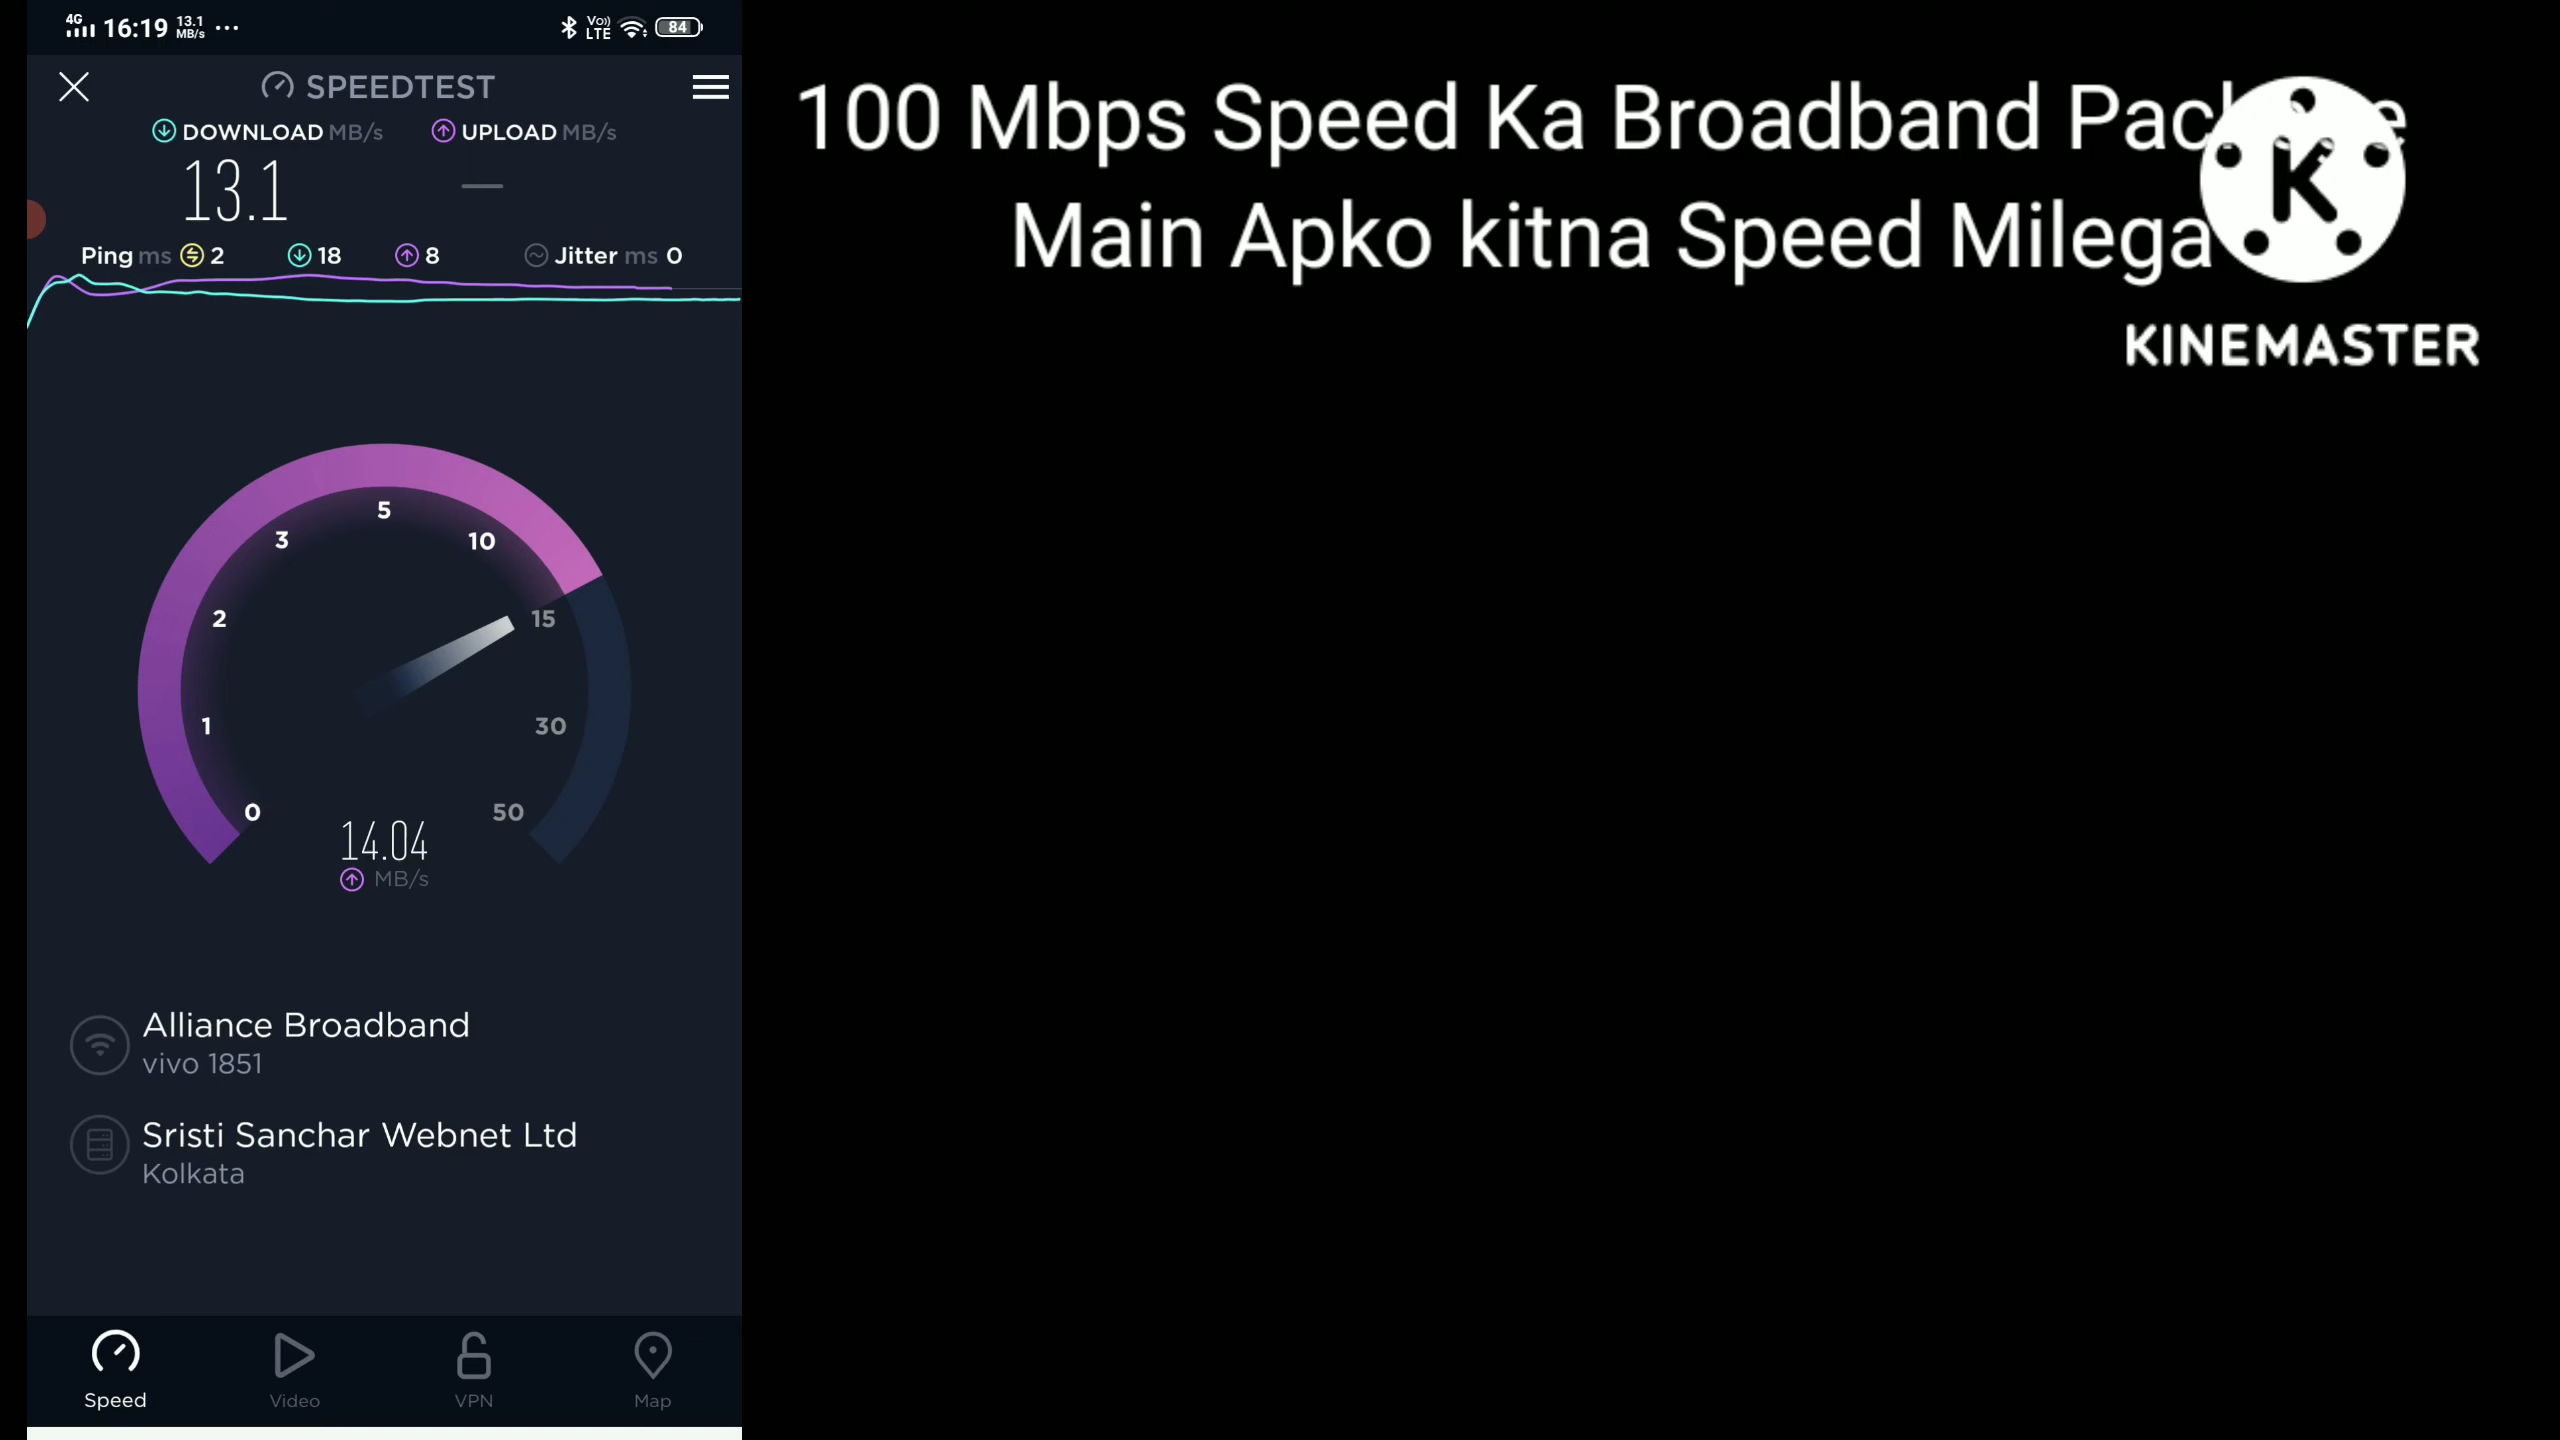 4G 16:19 13.1 MB/s ... Vo)) LTE 84
SPEEDTEST
DOWNLOAD MB/s UPLOAD MB/s
13.1 —
Ping ms 2 18 8 Jitter ms 0
5
3 10
2 15
1 30
0 50
14.04
MB/s
Alliance Broadband
vivo 1851
Sristi Sanchar Webnet Ltd
Kolkata
Speed Video VPN Map
100 Mbps Speed Ka Broadband
Main Apko kitna Speed Milega
K
KINEMASTER